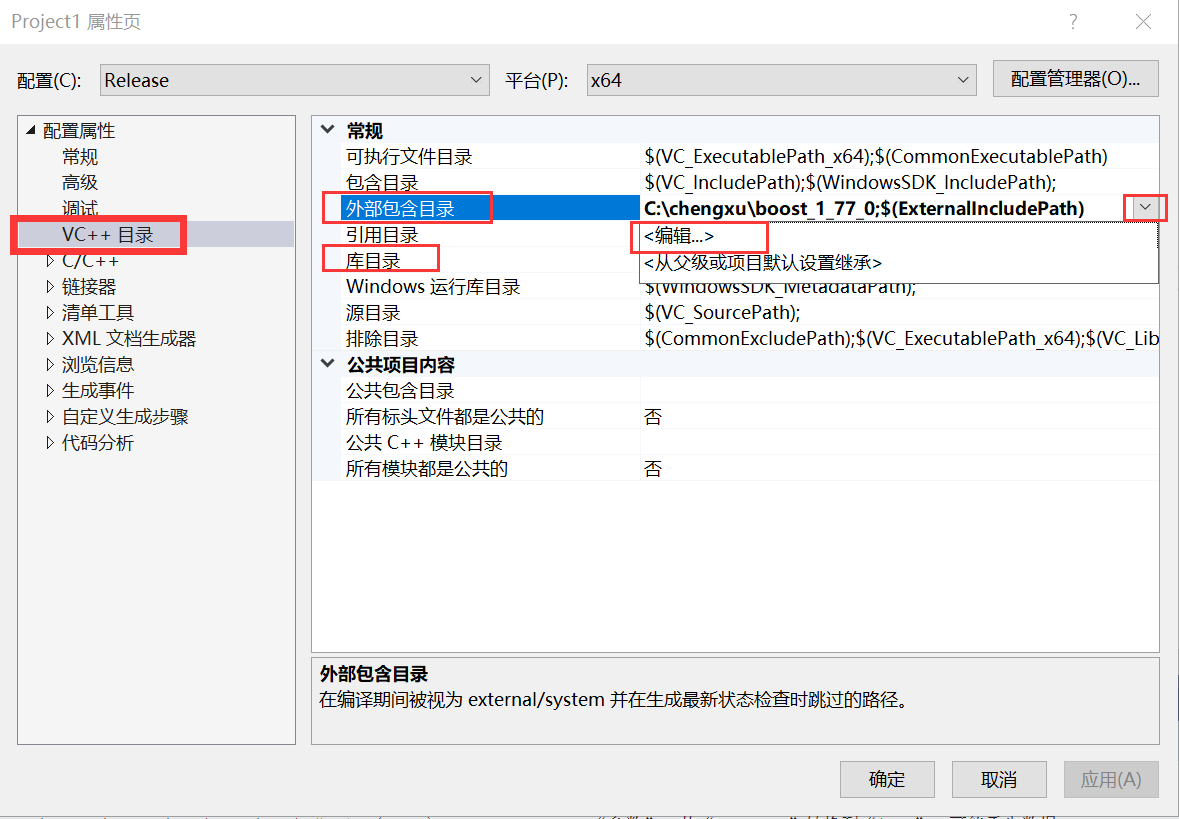 Project1 属性页
配置(C): Release 平台(P): x64 配置管理器(O)...
配置属性
常规
高级
调试
VC++ 目录
C/C++
链接器
清单工具
XML 文档生成器
浏览信息
生成事件
自定义生成步骤
代码分析
常规
可执行文件目录 $(VC_ExecutablePath_x64);$(CommonExecutablePath)
包含目录 $(VC_IncludePath);$(WindowsSDK_IncludePath);
外部包含目录 C:\chengxu\boost_1_77_0;$(ExternalIncludePath)
引用目录 <编辑...>
库目录 <从父级或项目默认设置继承>
Windows 运行库目录 $(WindowsSDK_MetadataPath);
源目录 $(VC_SourcePath);
排除目录 $(CommonExcludePath);$(VC_ExecutablePath_x64);$(VC_Lib
公共项目内容
公共包含目录
所有标头文件都是公共的 否
公共 C++ 模块目录
所有模块都是公共的 否
外部包含目录
在编译期间被视为 external/system 并在生成最新状态检查时跳过的路径。
确定 取消 应用(A)